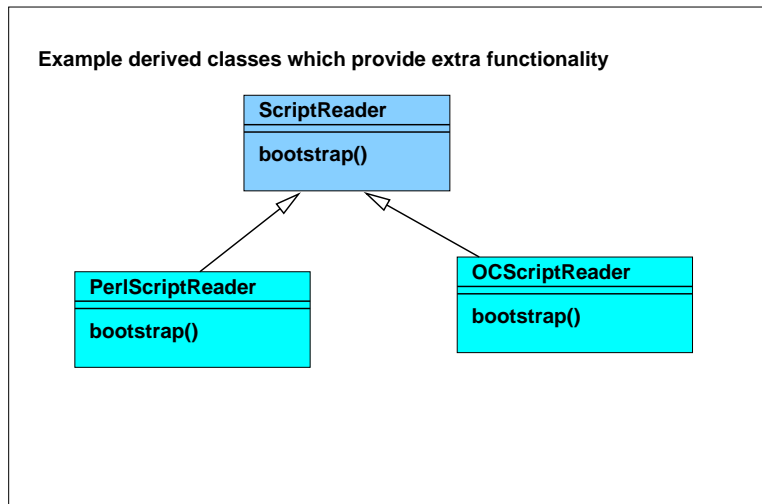 Example derived classes which provide extra functionality
ScriptReader
bootstrap()
PerlScriptReader
bootstrap()
OCScriptReader
bootstrap()